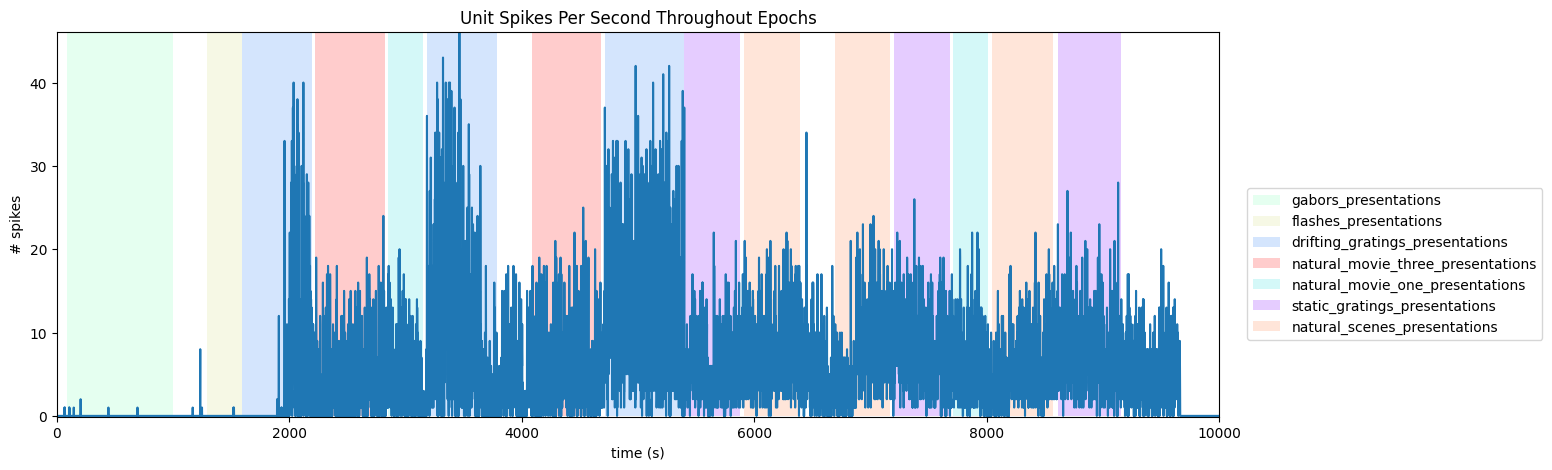 Unit Spikes Per Second Throughout Epochs
40
30
20
10
0
# spikes
0 2000 4000 6000 8000 10000
time (s)
gabors_presentations
flashes_presentations
drifting_gratings_presentations
natural_movie_three_presentations
natural_movie_one_presentations
static_gratings_presentations
natural_scenes_presentations